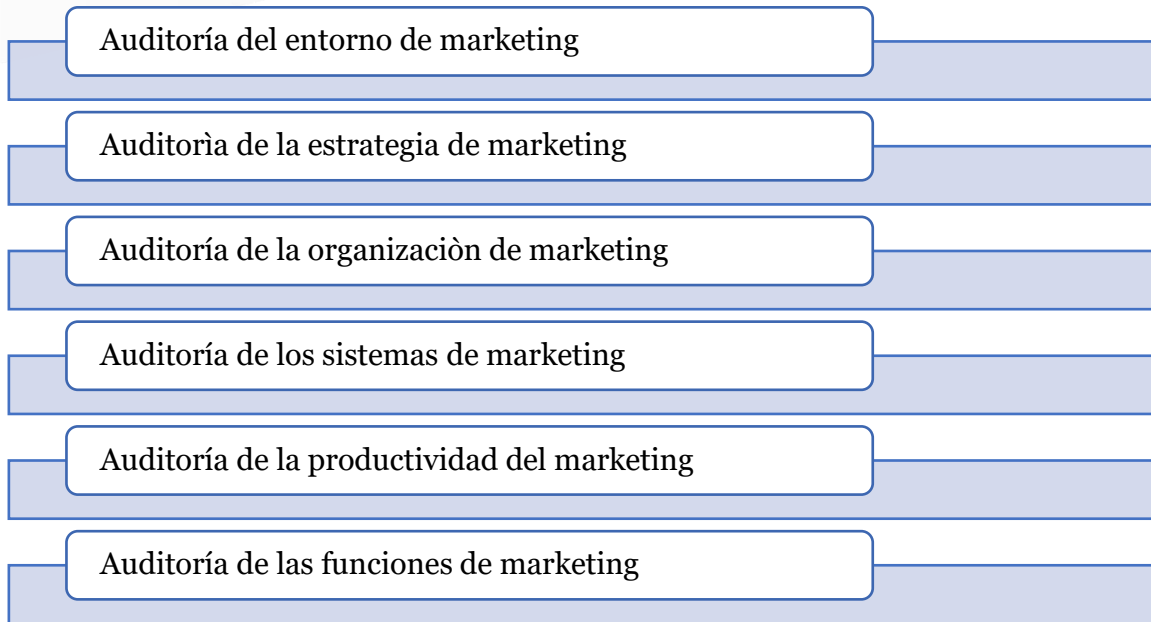 Auditoría del entorno de marketing
Auditorìa de la estrategia de marketing
Auditoría de la organizaciòn de marketing
Auditoría de los sistemas de marketing
Auditoría de la productividad del marketing
Auditoría de las funciones de marketing